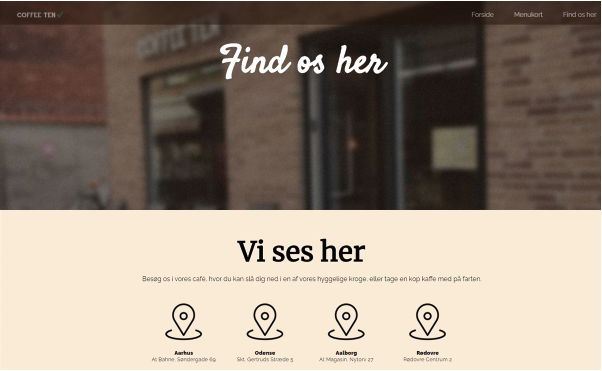 COFFEE TEN
Forside Menukort Find os her
COFFEE TEN
Find os her
Vi ses her
Besøg os i vores café, hvor du kan slå dig ned i en af vores hyggelige kroge, eller tage en kop kaffe med på farten.
Aarhus Odense Aalborg Rødovre
At Bahne, Søndergade 69 Skt. Gertruds Stræde 5 At Magasin, Nytorv 27 Rødovre Centrum 2